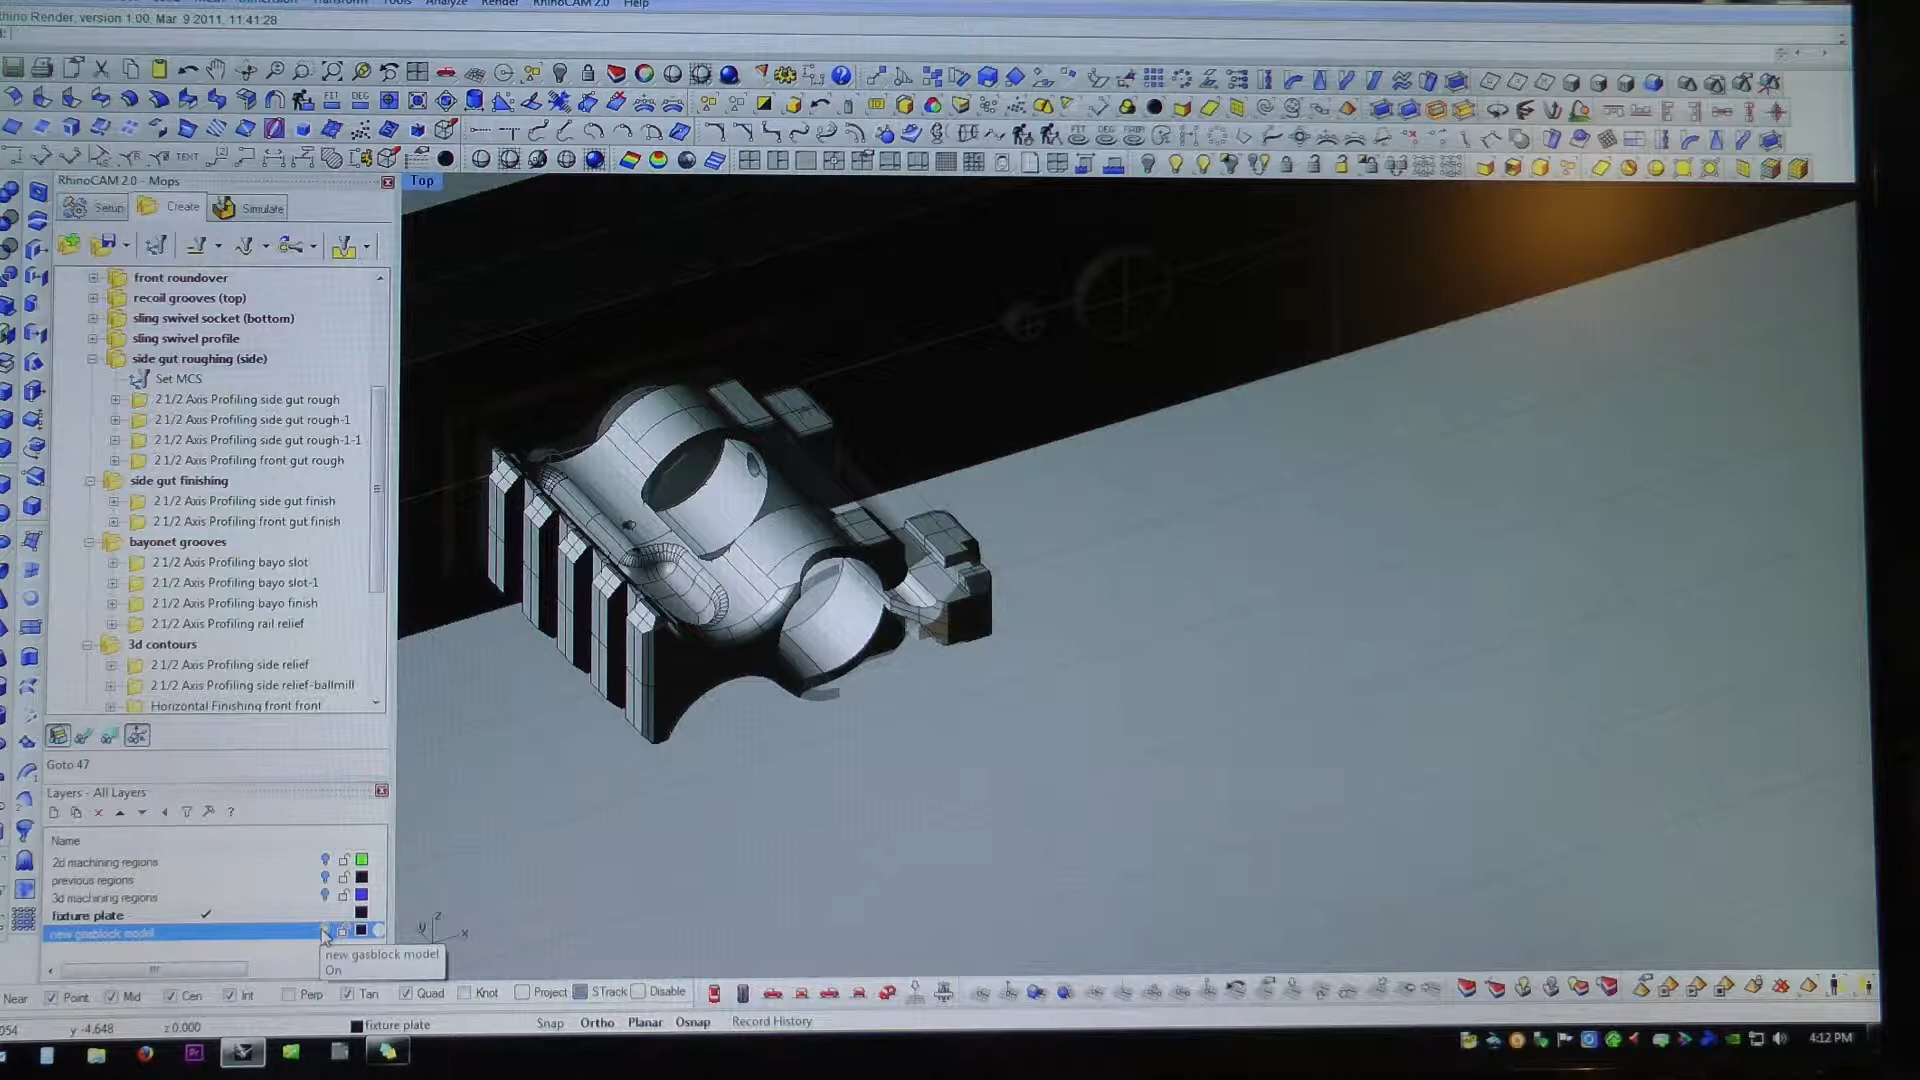 Analyze Render RhinoCAM 2.0 Help
Rhino Render, version 1.00, Mar 9 2011, 11:41:28
FIT DEG
TEXT
FIT DEG
RhinoCAM 2.0 - Mops
Top
Setup Create Simulate
front roundover
recoil grooves (top)
sling swivel socket (bottom)
sling swivel profile
side gut roughing (side)
Set MCS
2 1/2 Axis Profiling side gut rough
2 1/2 Axis Profiling side gut rough-1
2 1/2 Axis Profiling side gut rough-1-1
2 1/2 Axis Profiling front gut rough
side gut finishing
2 1/2 Axis Profiling side gut finish
2 1/2 Axis Profiling front gut finish
bayonet grooves
2 1/2 Axis Profiling bayo slot
2 1/2 Axis Profiling bayo slot-1
2 1/2 Axis Profiling bayo finish
2 1/2 Axis Profiling rail relief
3d contours
2 1/2 Axis Profiling side relief
2 1/2 Axis Profiling side relief-ballmill
Horizontal Finishing front front
Goto 47
Layers - All Layers
Name
2d machining regions
previous regions
3d machining regions
fixture plate
new gasblock model
z
y x
new gasblock model
On
Near Point Mid Cen Int Perp Tan Quad Knot Project STrack Disable
054 y -4.648 z 0.000 fixture plate Snap Ortho Planar Osnap Record History
4:12 PM